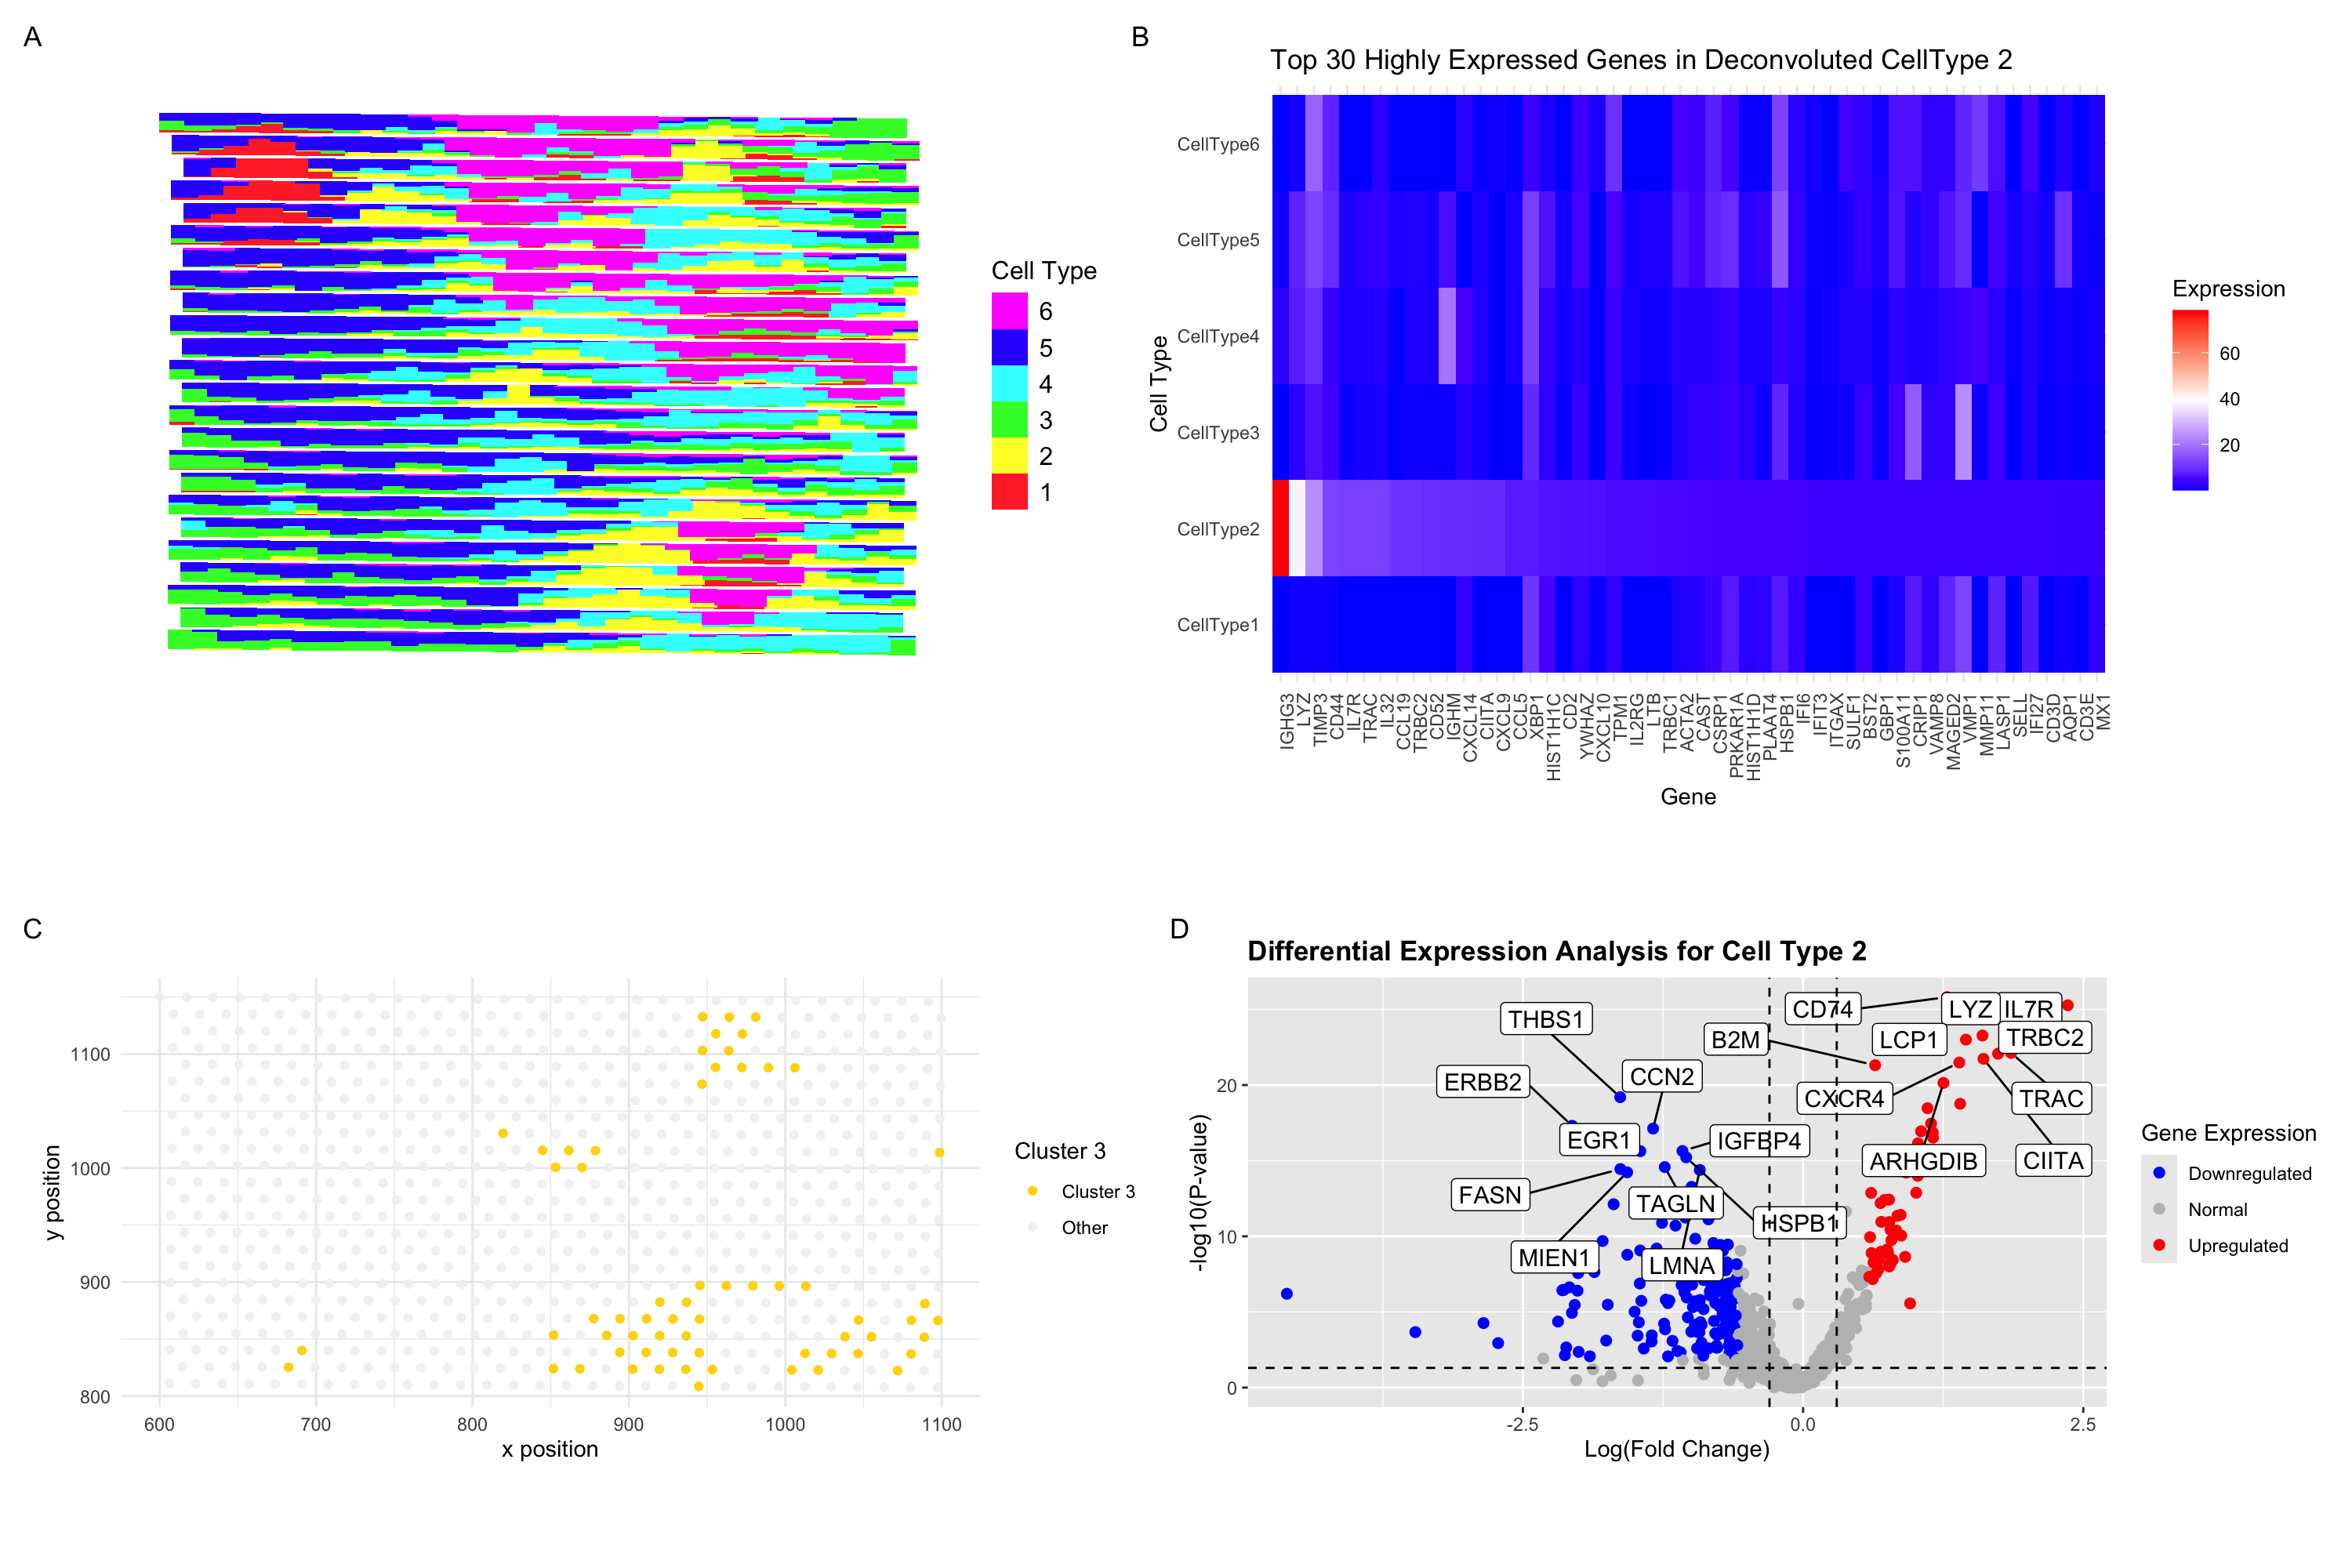 A
Cell Type
6
5
4
3
2
1
B
Top 30 Highly Expressed Genes in Deconvoluted CellType 2
Cell Type
CellType6
CellType5
CellType4
CellType3
CellType2
CellType1
IGHG3
LYZ
TIMP3
CD44
IL7R
TRAC
IL32
CCL19
TRBC2
CD52
IGHM
CXCL14
CIITA
CXCL9
CCL5
XBP1
HIST1H1C
CD2
YWHAZ
CXCL10
TPM1
IL2RG
LTB
TRBC1
ACTA2
CAST
CSRP1
PRKAR1A
HIST1H1D
PLAAT4
HSPB1
IFI6
IFIT3
ITGAX
SULF1
BST2
GBP1
S100A11
CRIP1
VAMP8
MAGED2
VMP1
MMP11
LASP1
SELL
IFI27
CD3D
AQP1
CD3E
MX1
Gene
Expression
60
40
20
C
y position
1100
1000
900
800
600
700
800
900
1000
1100
x position
Cluster 3
Cluster 3
Other
D
Differential Expression Analysis for Cell Type 2
-log10(P-value)
20
10
0
THBS1
CD74
LYZ
IL7R
B2M
LCP1
TRBC2
ERBB2
CCN2
CXCR4
TRAC
EGR1
IGFBP4
ARHGDIB
CIITA
FASN
TAGLN
HSPB1
MIEN1
LMNA
-2.5
0.0
2.5
Log(Fold Change)
Gene Expression
Downregulated
Normal
Upregulated